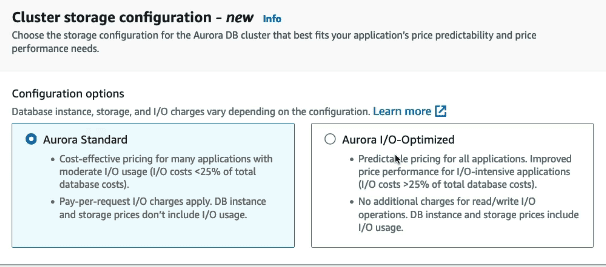 Cluster storage configuration - new Info
Choose the storage configuration for the Aurora DB cluster that best fits your application's price predictability and price
performance needs.
Configuration options
Database instance, storage, and I/O charges vary depending on the configuration. Learn more
Aurora Standard
• Cost-effective pricing for many applications with
moderate I/O usage (I/O costs <25% of total
database costs).
• Pay-per-request I/O charges apply. DB instance
and storage prices don't include I/O usage.
Aurora I/O-Optimized
• Predictable pricing for all applications. Improved
price performance for I/O-intensive applications
(I/O costs >25% of total database costs).
• No additional charges for read/write I/O
operations. DB instance and storage prices include
I/O usage.